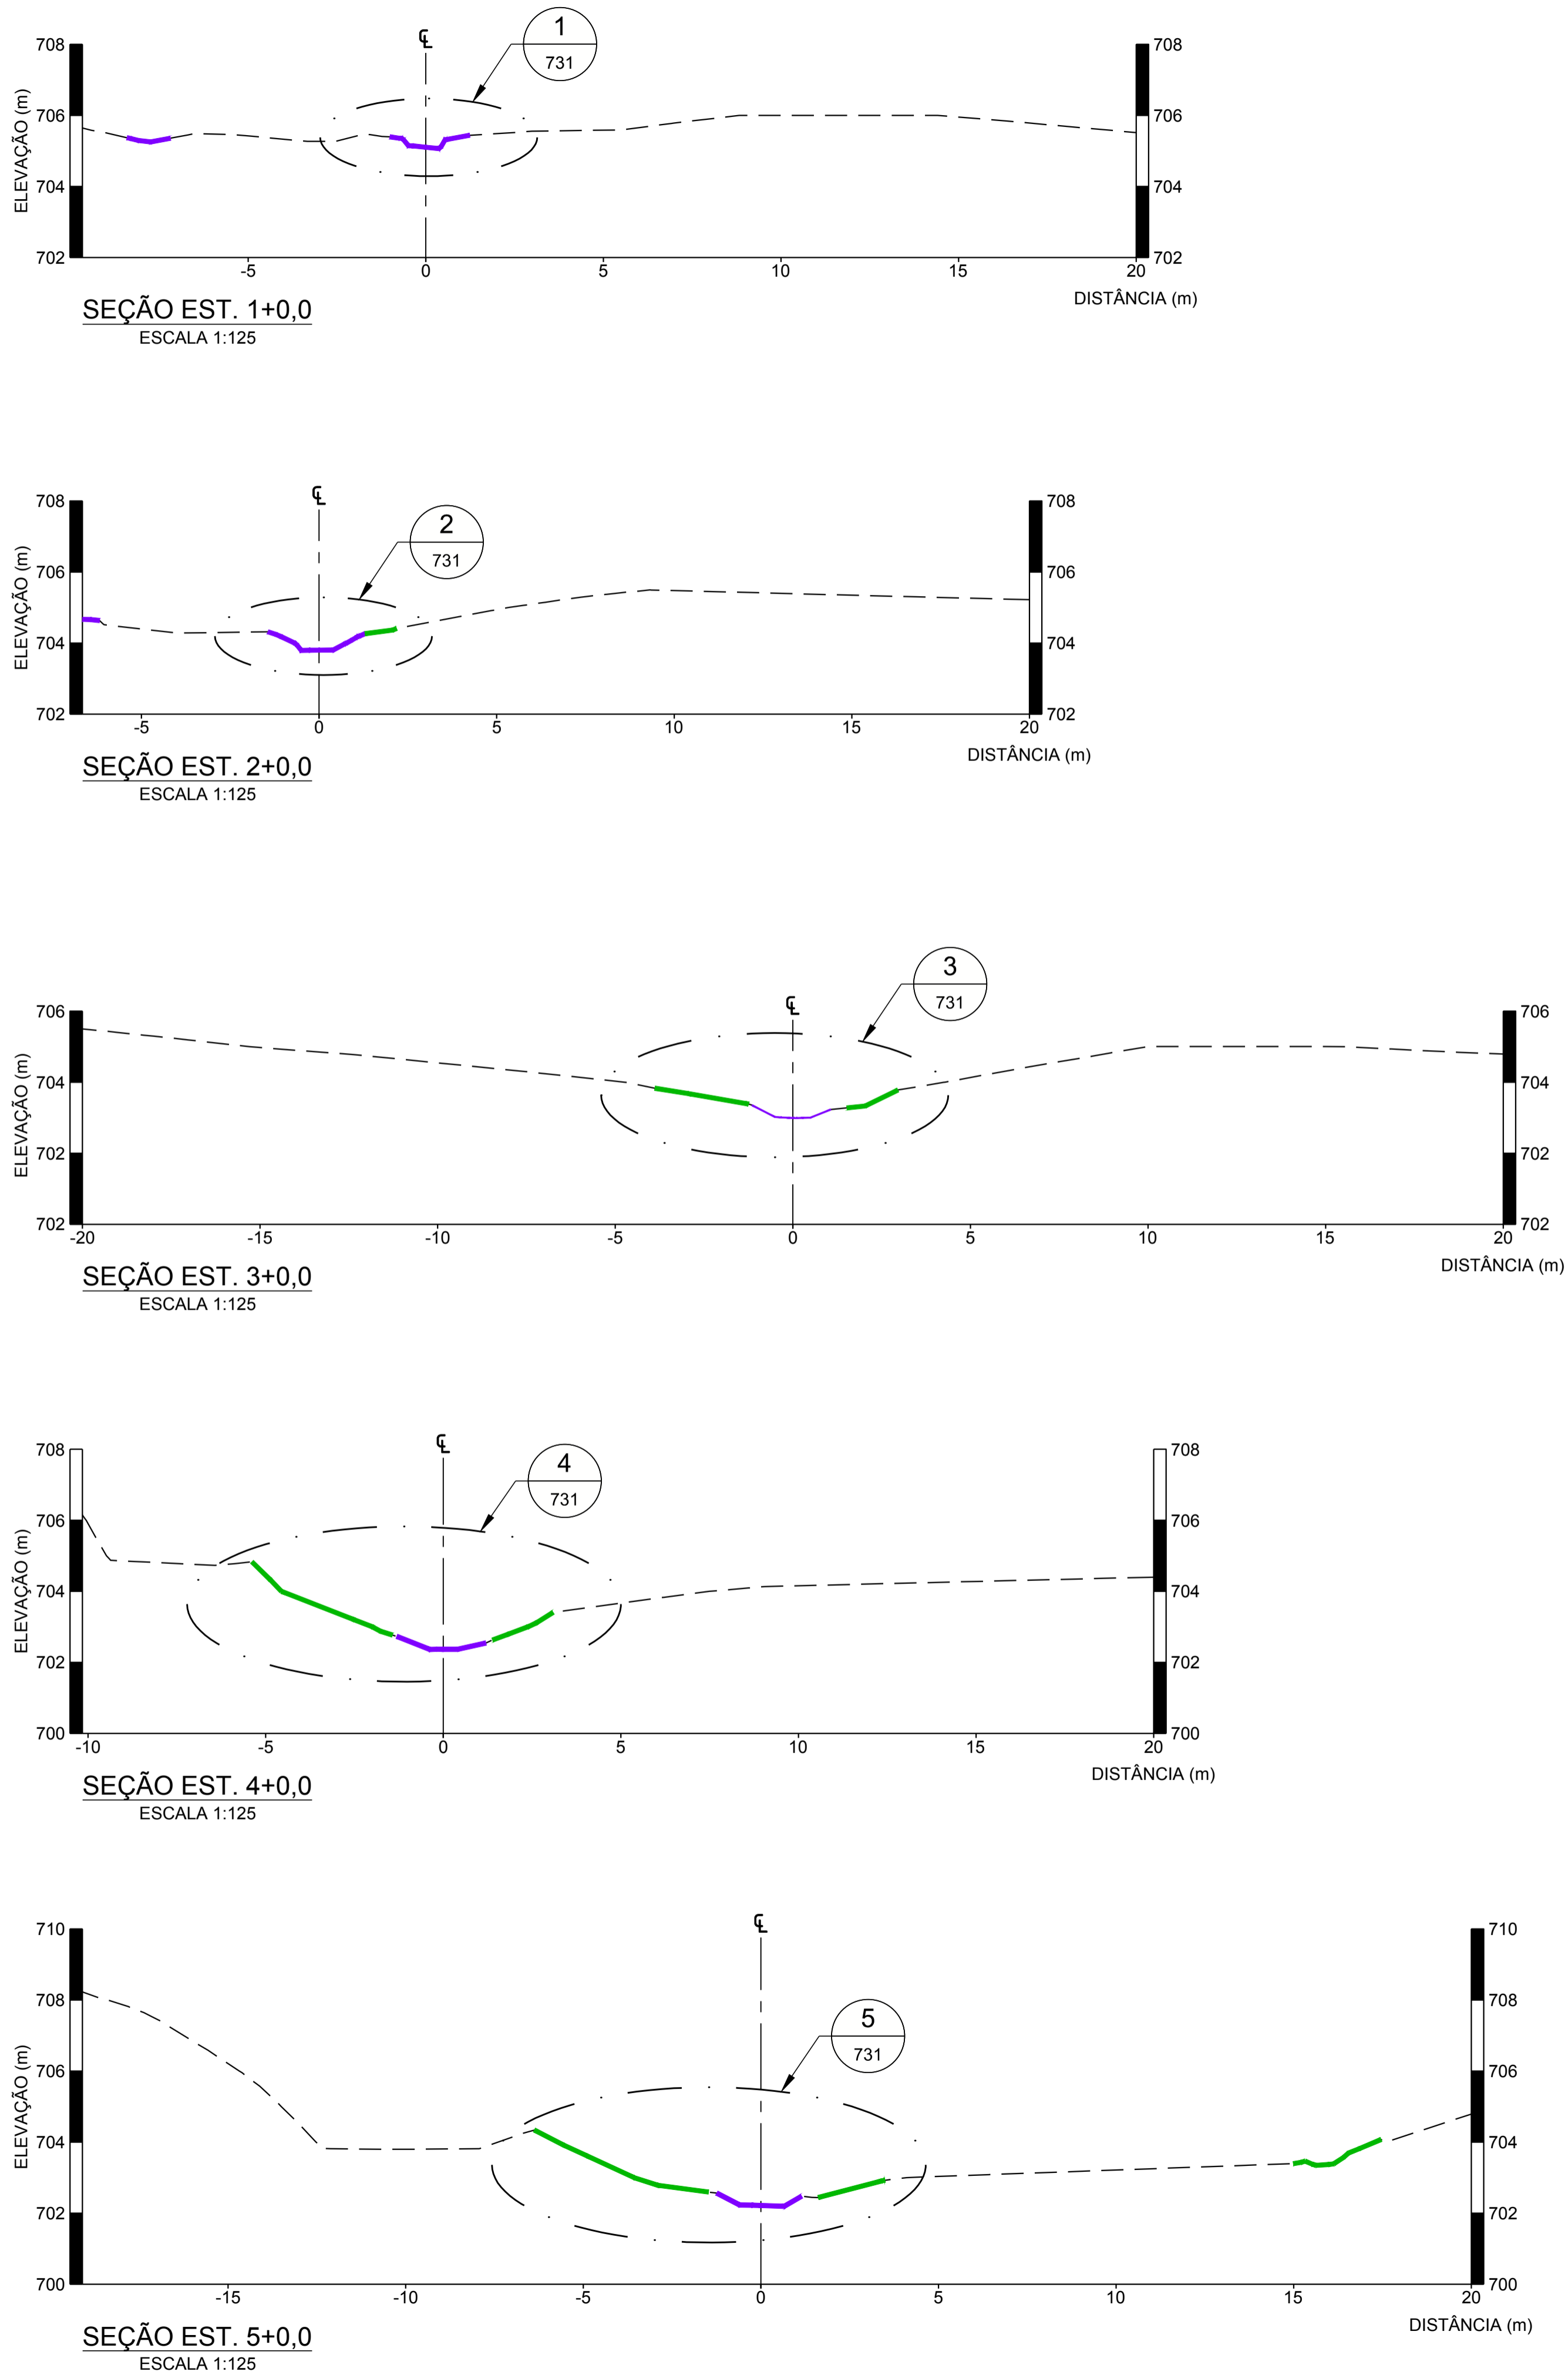 ℄
1
731
ELEVAÇÃO (m)
708 708
706 706
704 704
702 702
-5 0 5 10 15 20
DISTÂNCIA (m)
SEÇÃO EST. 1+0,0
ESCALA 1:125
℄
2
731
ELEVAÇÃO (m)
708 708
706 706
704 704
702 702
-5 0 5 10 15 20
DISTÂNCIA (m)
SEÇÃO EST. 2+0,0
ESCALA 1:125
℄
3
731
ELEVAÇÃO (m)
706 706
704 704
702 702
702 702
-20 -15 -10 -5 0 5 10 15 20
DISTÂNCIA (m)
SEÇÃO EST. 3+0,0
ESCALA 1:125
℄
4
731
ELEVAÇÃO (m)
708 708
706 706
704 704
702 702
700 700
-10 -5 0 5 10 15 20
DISTÂNCIA (m)
SEÇÃO EST. 4+0,0
ESCALA 1:125
℄
5
731
ELEVAÇÃO (m)
710 710
708 708
706 706
704 704
702 702
700 700
-15 -10 -5 0 5 10 15 20
DISTÂNCIA (m)
SEÇÃO EST. 5+0,0
ESCALA 1:125